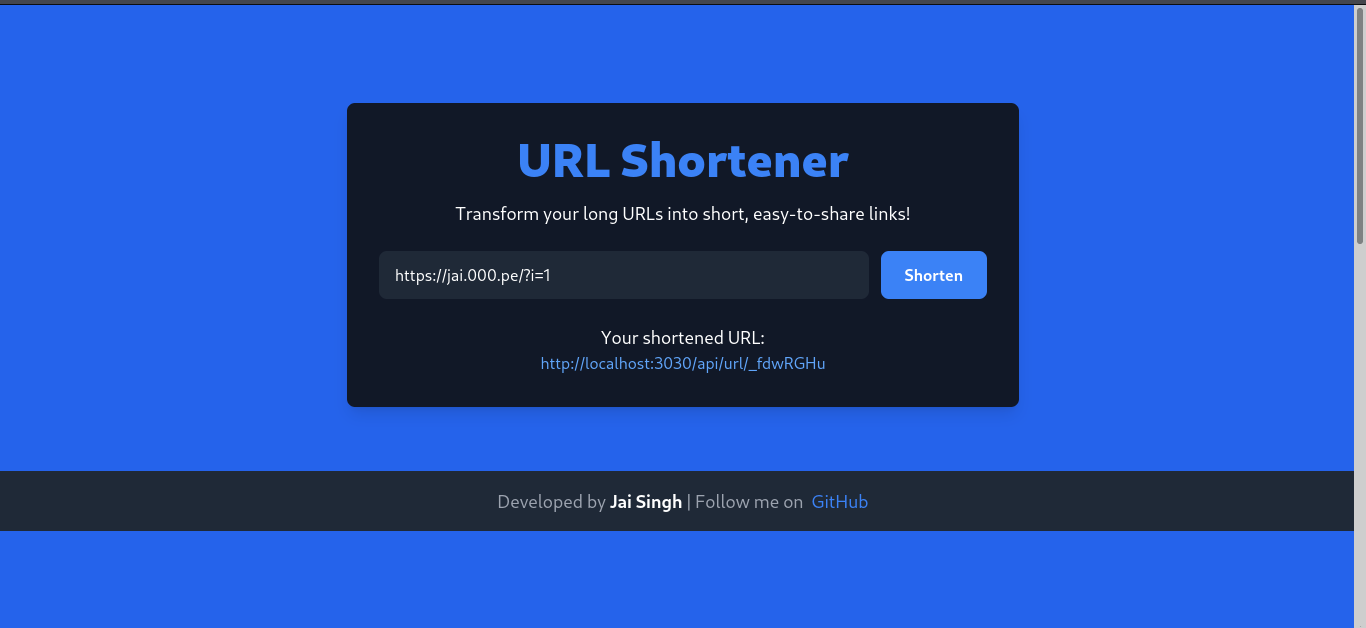 URL Shortener
Transform your long URLs into short, easy-to-share links!
https://jai.000.pe/?i=1
Shorten
Your shortened URL:
http://localhost:3030/api/url/_fdwRGHu
Developed by Jai Singh | Follow me on GitHub